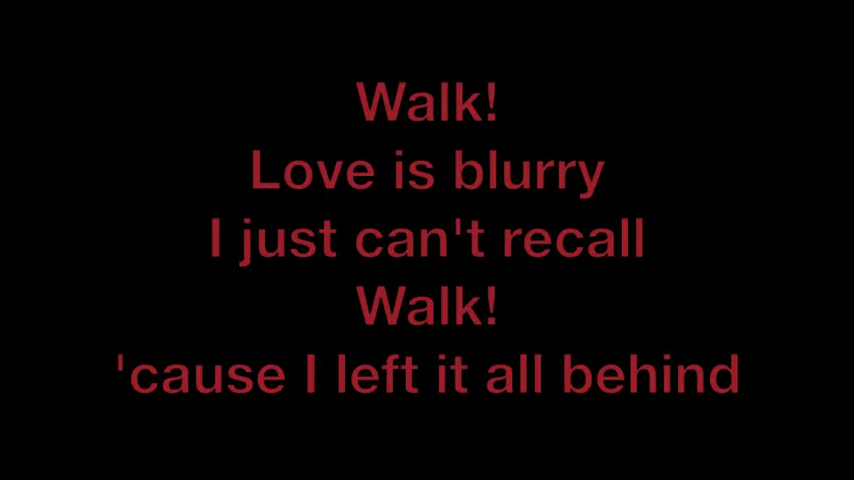 Walk!
Love is blurry
I just can't recall
Walk!
'cause I left it all behind